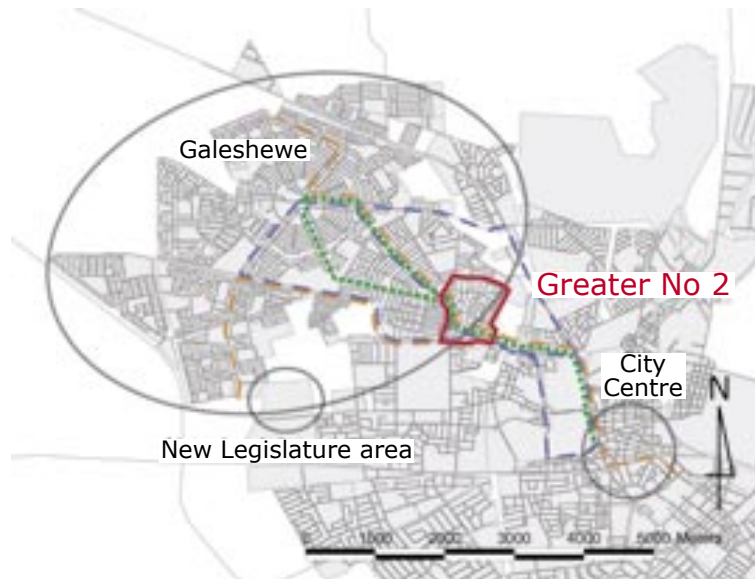 Galeshewe
Greater No 2
City
Centre
N
New Legislature area
0 1000 2000 3000 4000 5000 Meters